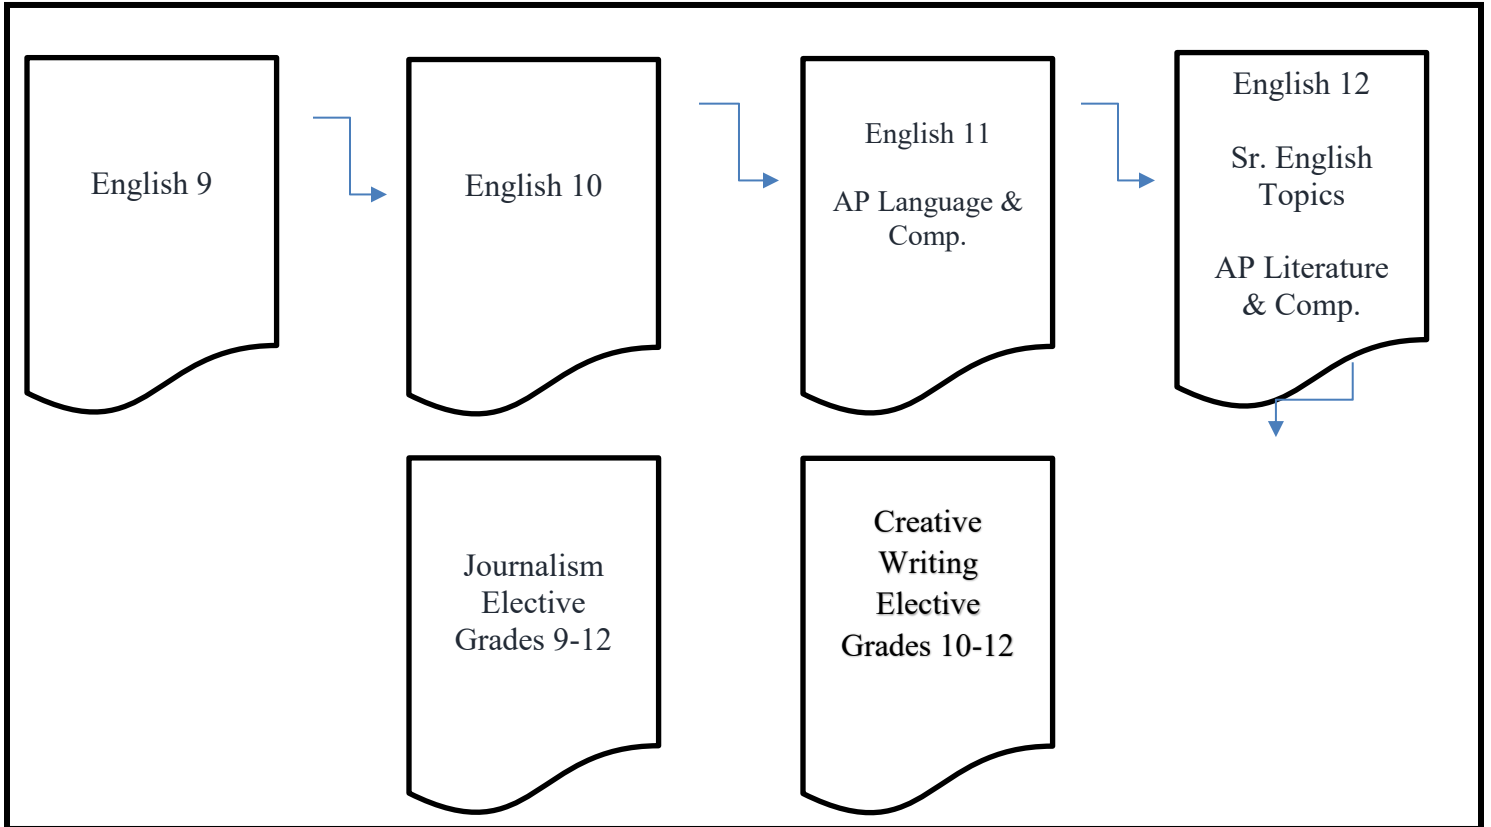 English 9
English 10
English 11
AP Language &
Comp.
English 12
Sr. English
Topics
AP Literature
& Comp.
Journalism
Elective
Grades 9-12
Creative
Writing
Elective
Grades 10-12